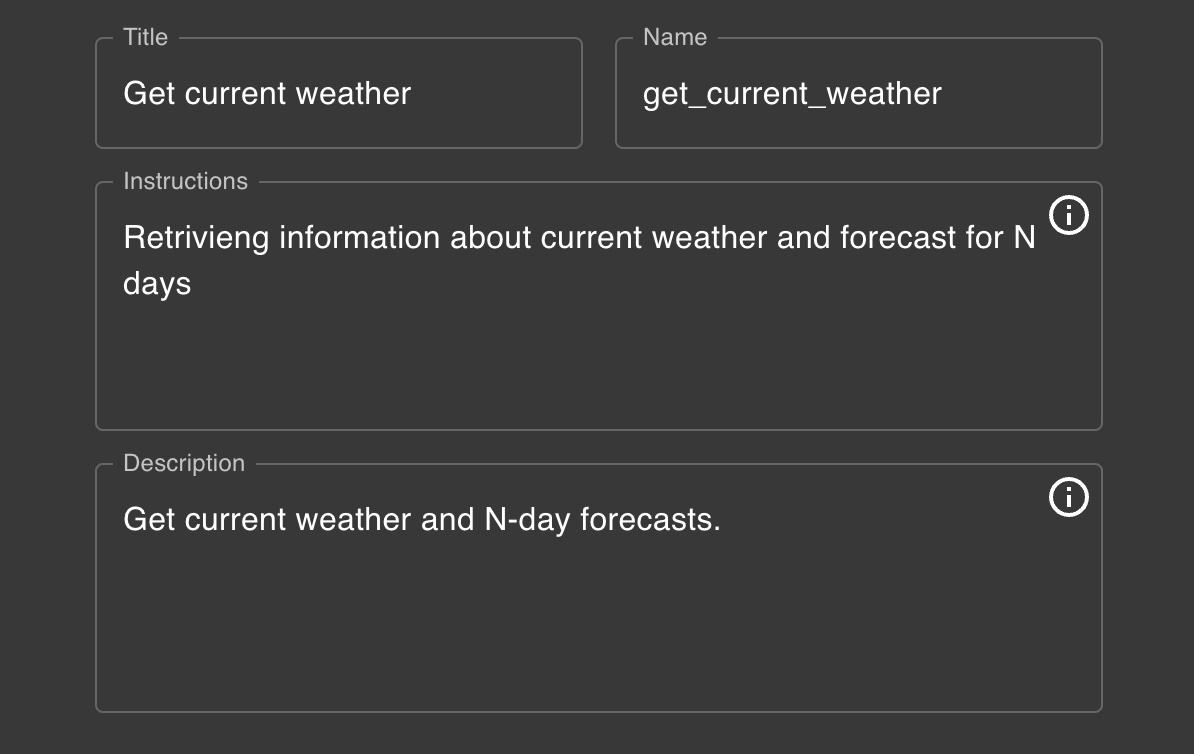 Title
Name
Get current weather
get_current_weather
Instructions
Retrivieng information about current weather and forecast for N
days
Description
Get current weather and N-day forecasts.